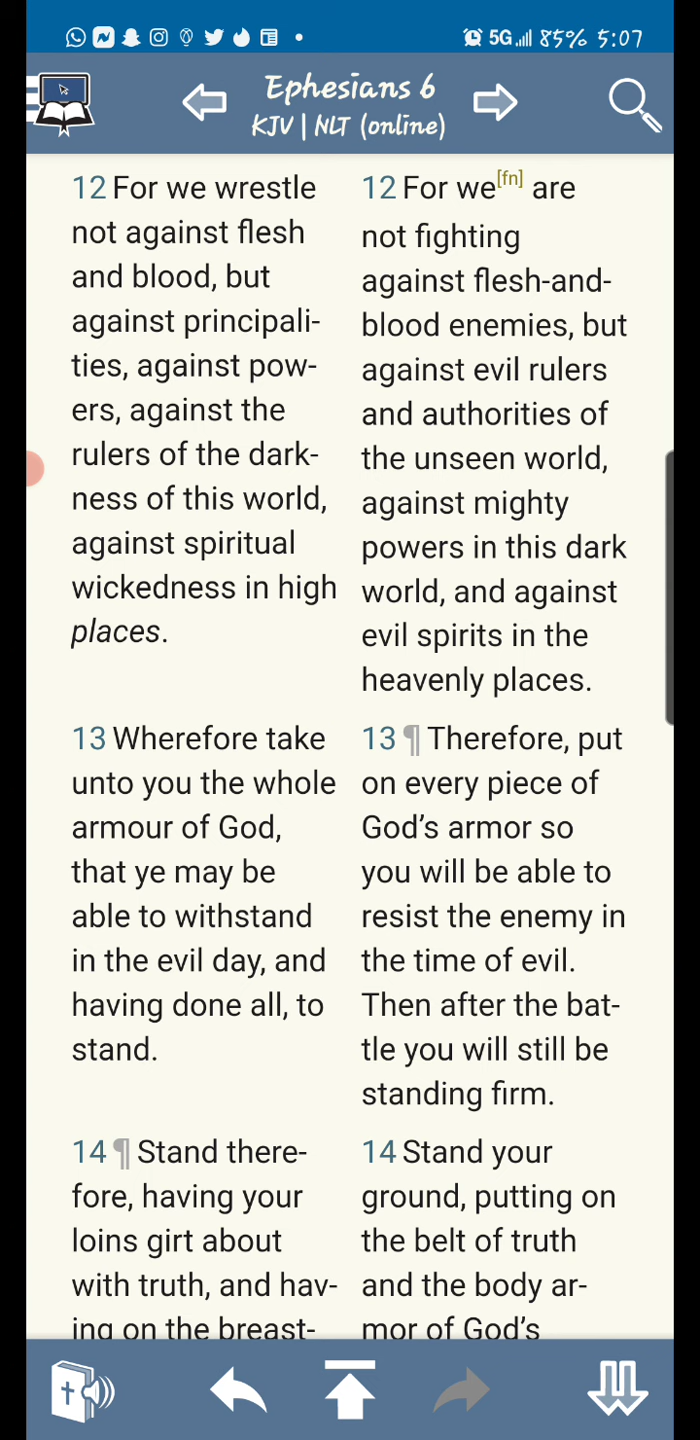 5G 85% 5:07
Ephesians 6
KJV | NLT (online)
12 For we wrestle
not against flesh
and blood, but
against principali-
ties, against pow-
ers, against the
rulers of the dark-
ness of this world,
against spiritual
wickedness in high
places.
12 For we[fn] are
not fighting
against flesh-and-
blood enemies, but
against evil rulers
and authorities of
the unseen world,
against mighty
powers in this dark
world, and against
evil spirits in the
heavenly places.
13 Wherefore take
unto you the whole
armour of God,
that ye may be
able to withstand
in the evil day, and
having done all, to
stand.
13 ¶ Therefore, put
on every piece of
God’s armor so
you will be able to
resist the enemy in
the time of evil.
Then after the bat-
tle you will still be
standing firm.
14 ¶ Stand there-
fore, having your
loins girt about
with truth, and hav-
ing on the breast-
14 Stand your
ground, putting on
the belt of truth
and the body ar-
mor of God’s